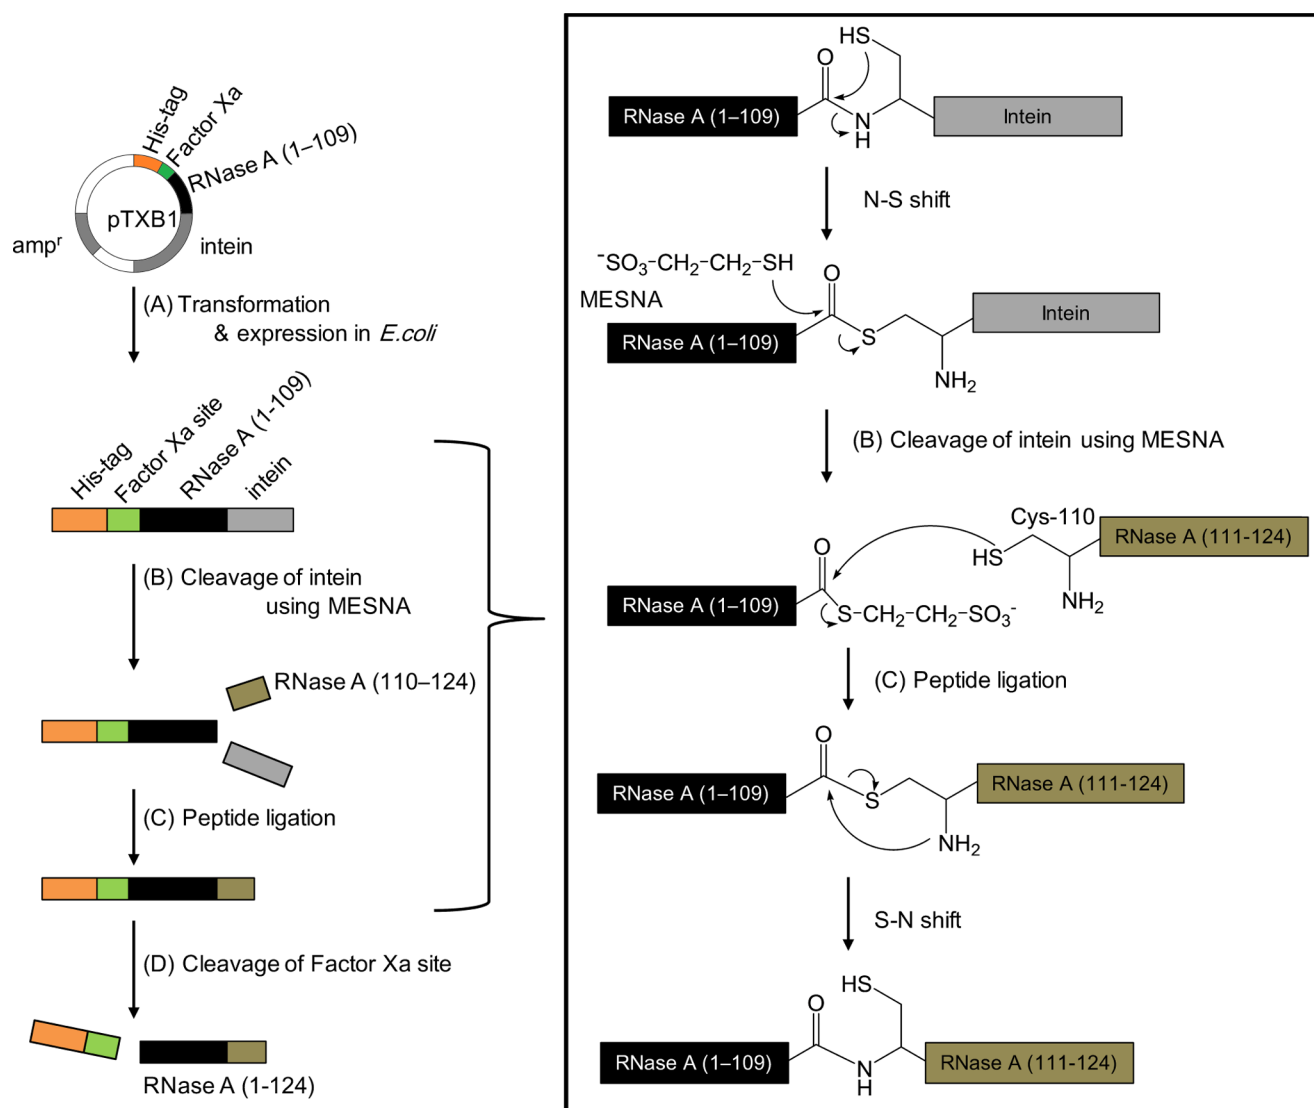 His-tag
Factor Xa
RNase A (1–109)
pTXB1
ampʳ
intein
(A) Transformation
& expression in E.coli
His-tag
Factor Xa site
RNase A (1-109)
intein
(B) Cleavage of intein
using MESNA
RNase A (110–124)
(C) Peptide ligation
(D) Cleavage of Factor Xa site
RNase A (1-124)
HS
O
RNase A (1–109)
N
H
Intein
N-S shift
⁻SO₃-CH₂-CH₂-SH
MESNA
O
RNase A (1–109)
S
NH₂
Intein
(B) Cleavage of intein using MESNA
Cys-110
HS
RNase A (111-124)
NH₂
O
RNase A (1–109)
S-CH₂-CH₂-SO₃⁻
(C) Peptide ligation
O
RNase A (1–109)
S
RNase A (111-124)
NH₂
S-N shift
HS
O
RNase A (1–109)
N
H
RNase A (111-124)